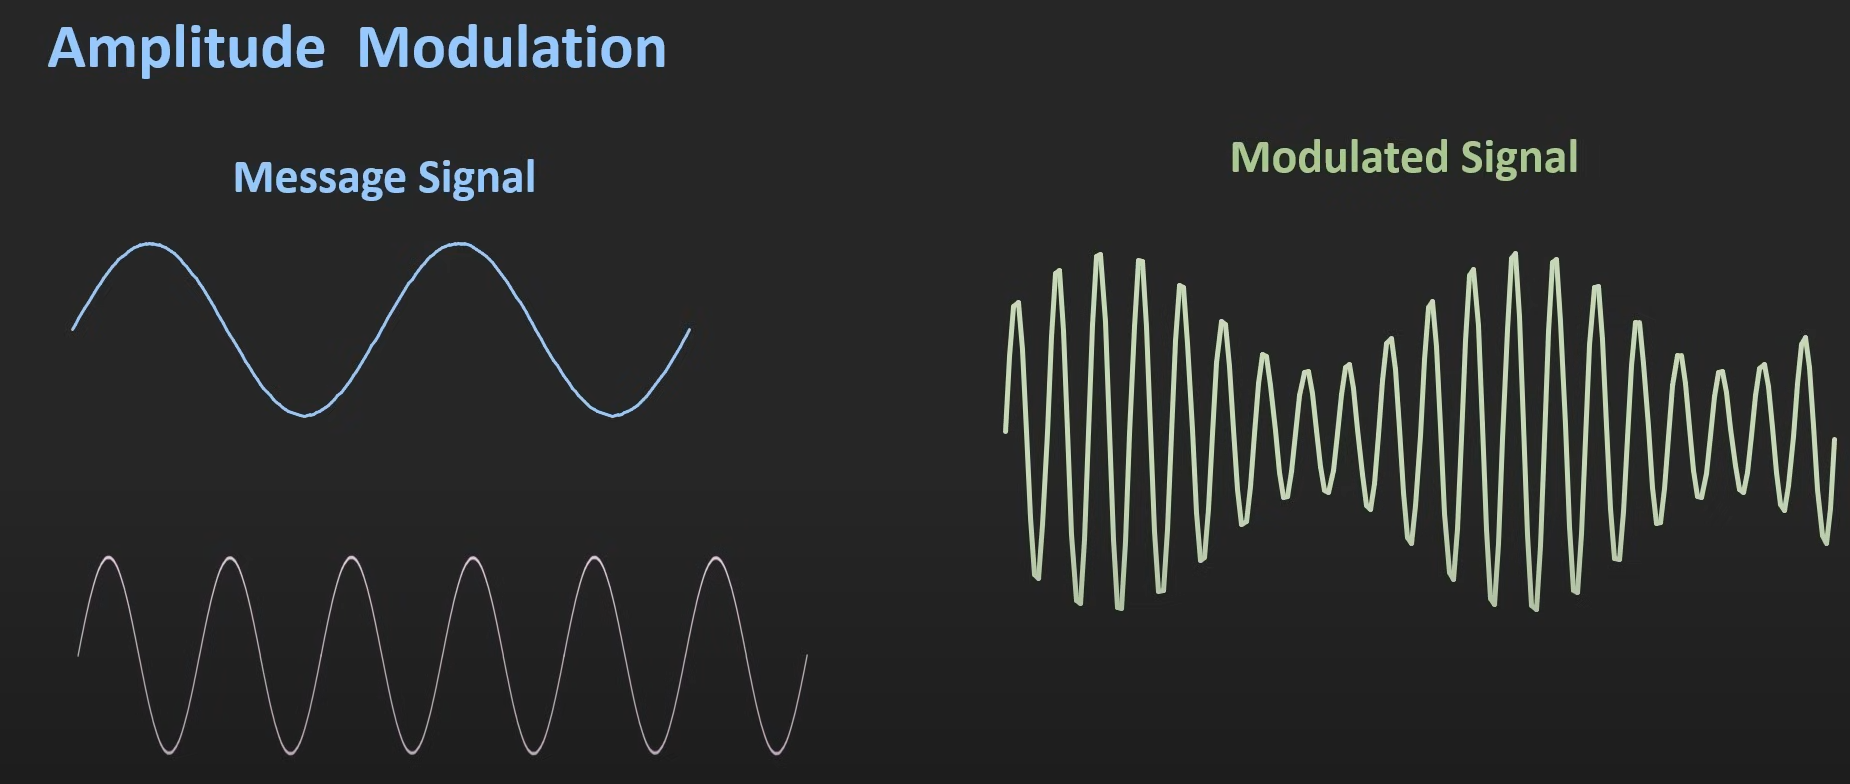 Amplitude Modulation
Message Signal
Modulated Signal